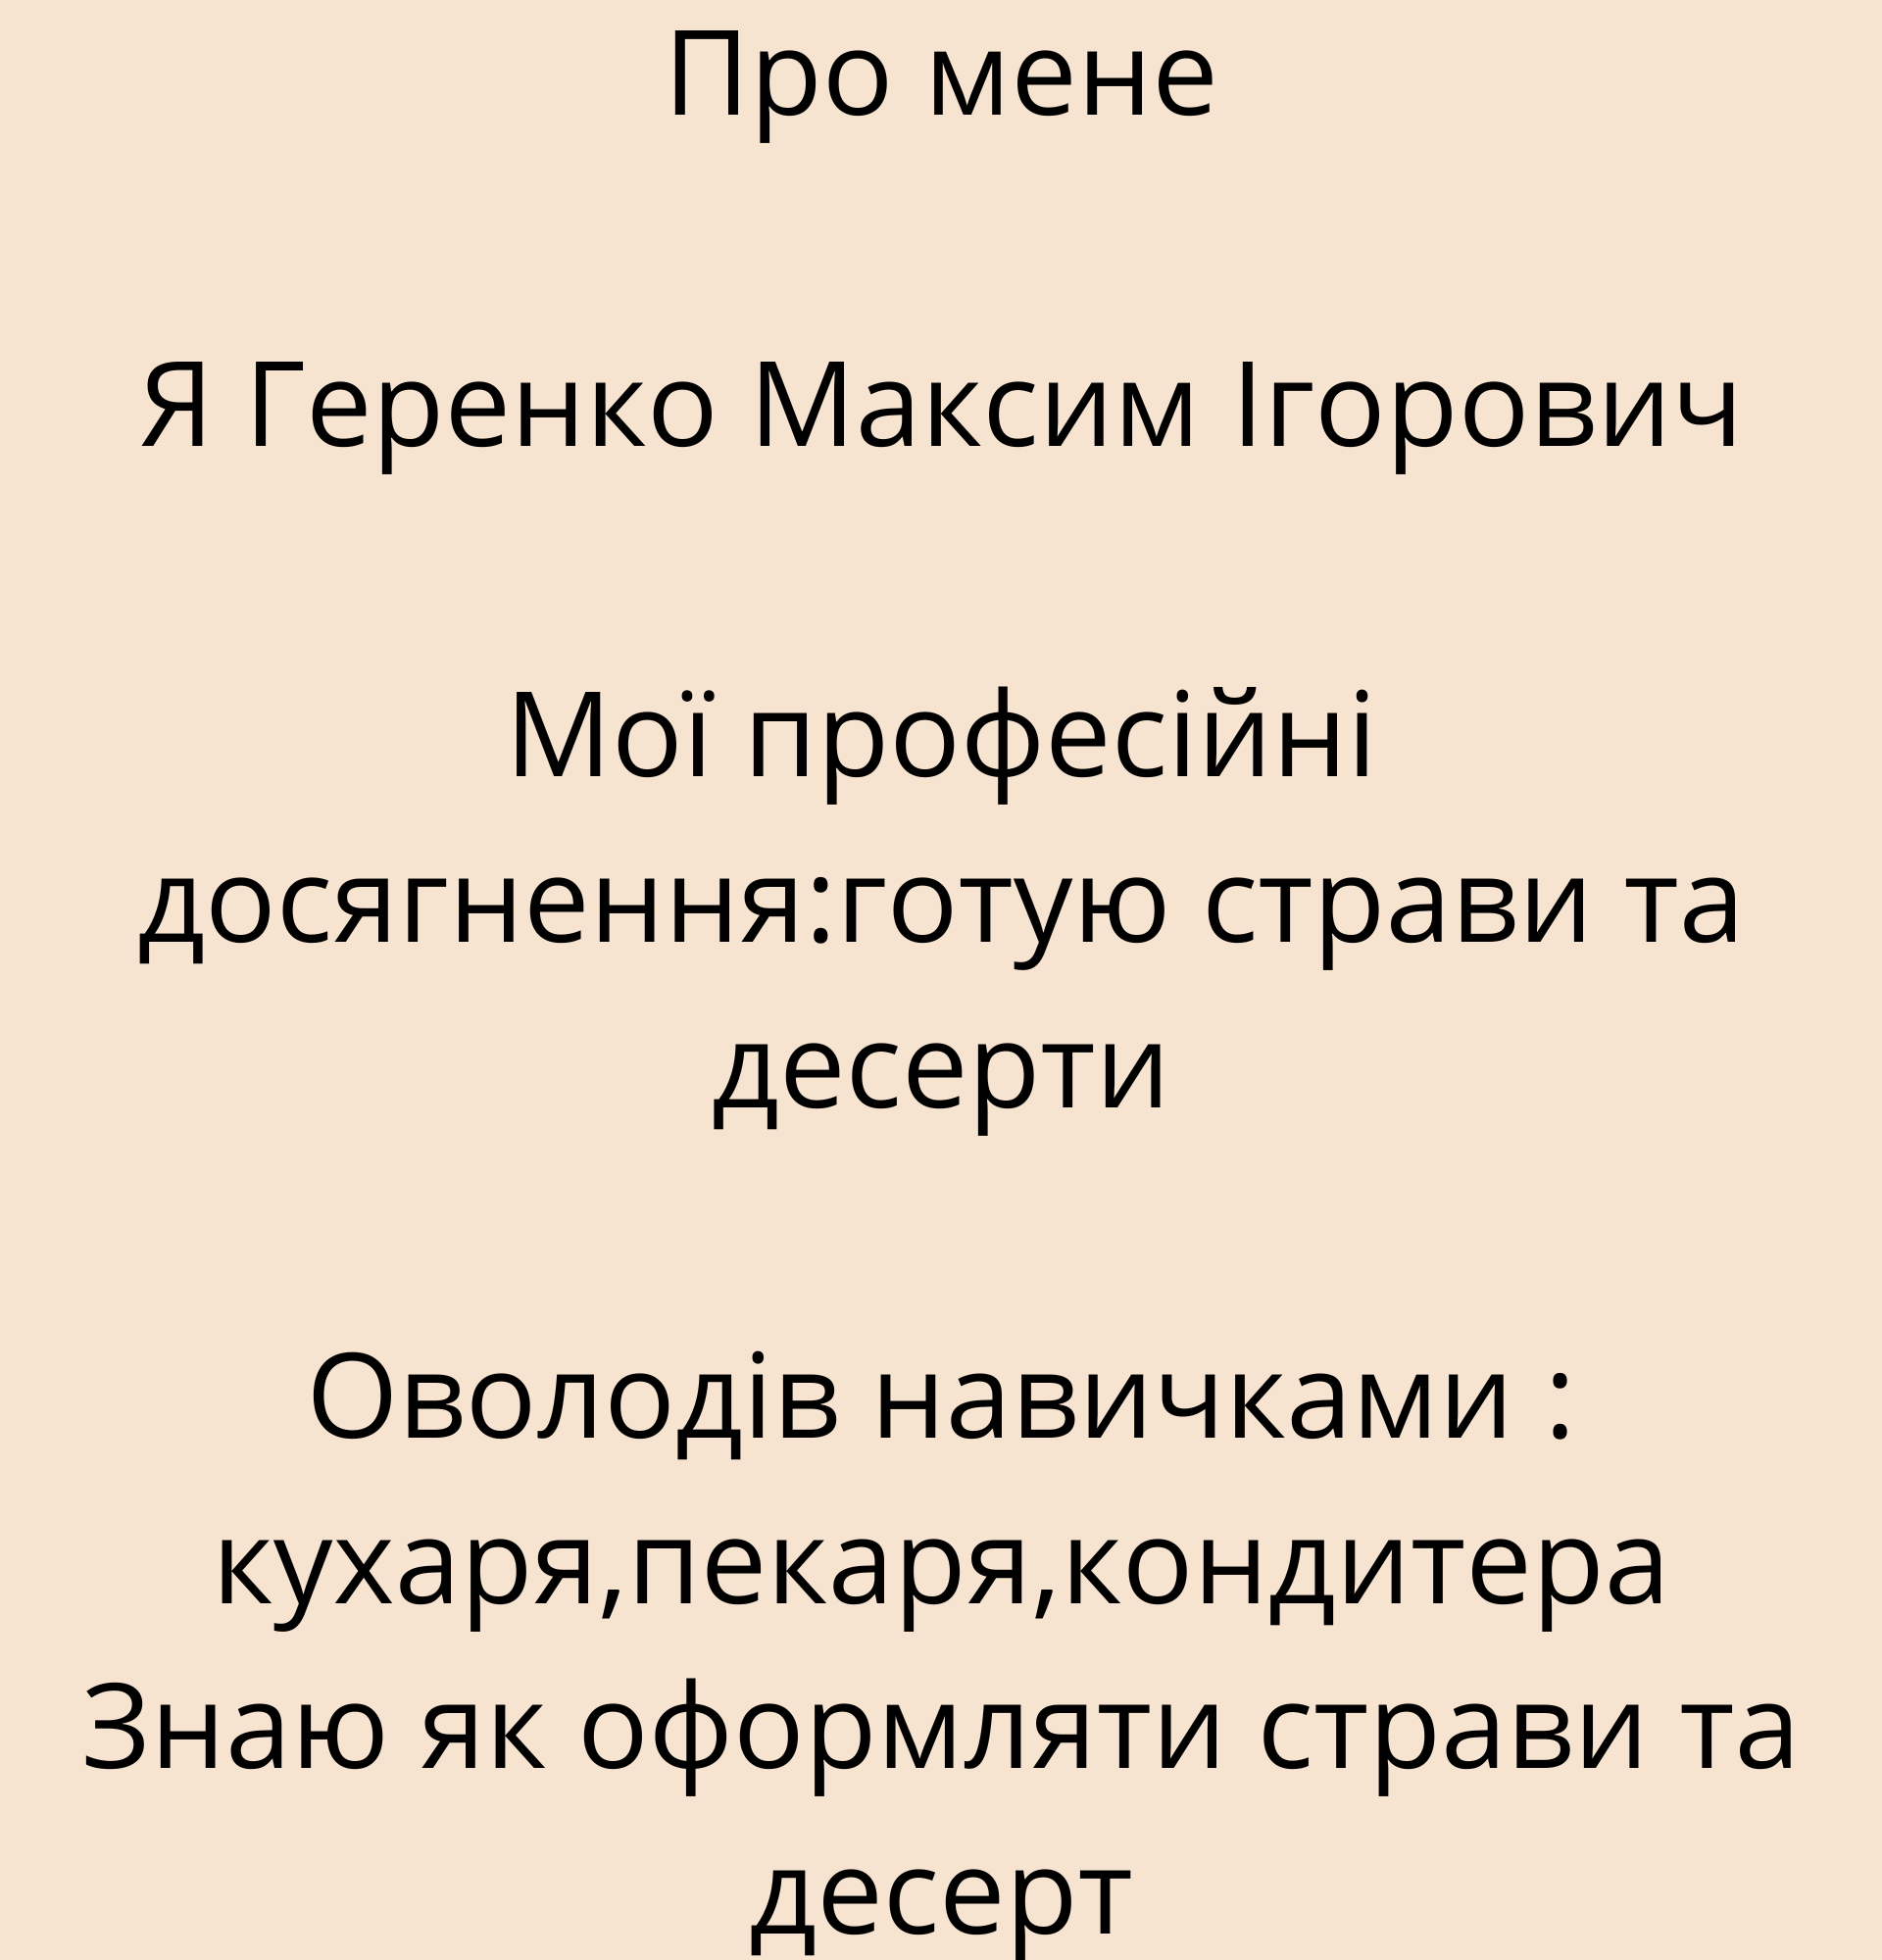 Про мене
Я Геренко Максим Ігорович
Мої професійні
досягнення:готую страви та
десерти
Оволодів навичками :
кухаря,пекаря,кондитера
Знаю як оформляти страви та
десерт